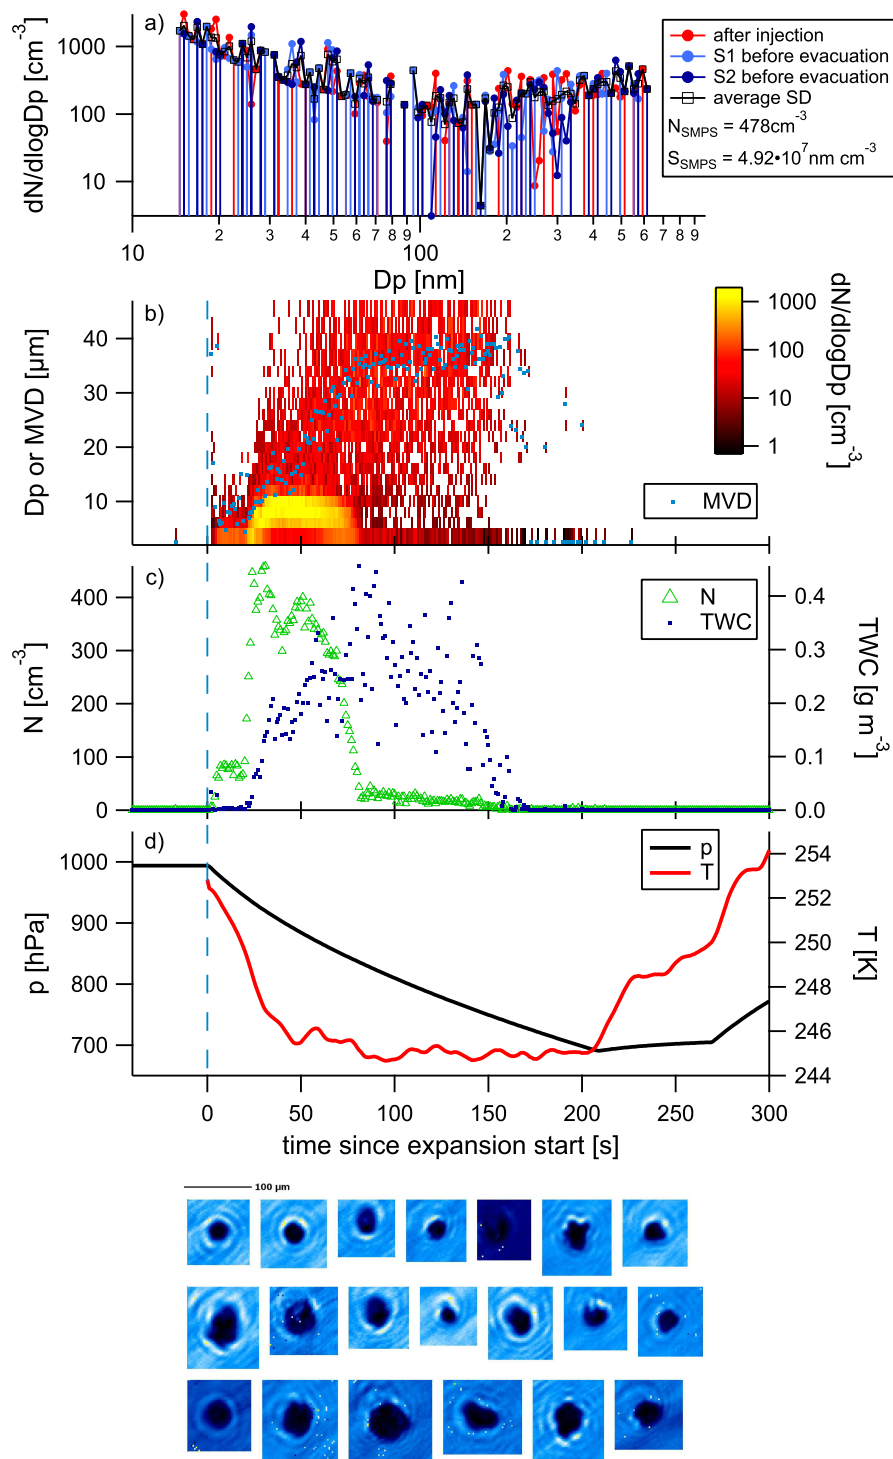 a)
dN/dlogDp [cm-3]
1000
100
10
after injection
S1 before evacuation
S2 before evacuation
average SD
NSMPS = 478cm-3
SSMPS = 4.92•10^7nm cm-3
10 2 3 4 5 6 7 8 9 100 2 3 4 5 6 7 8 9
Dp [nm]
b)
Dp or MVD [µm]
40
30
20
10
1000
100
10
1
dN/dlogDp [cm-3]
MVD
c)
N [cm-3]
400
300
200
100
0
N
TWC
0.4
0.3
0.2
0.1
0.0
TWC [g m-3]
d)
p [hPa]
1000
900
800
700
p
T
254
252
250
248
246
244
T [K]
0 50 100 150 200 250 300
time since expansion start [s]
100 µm